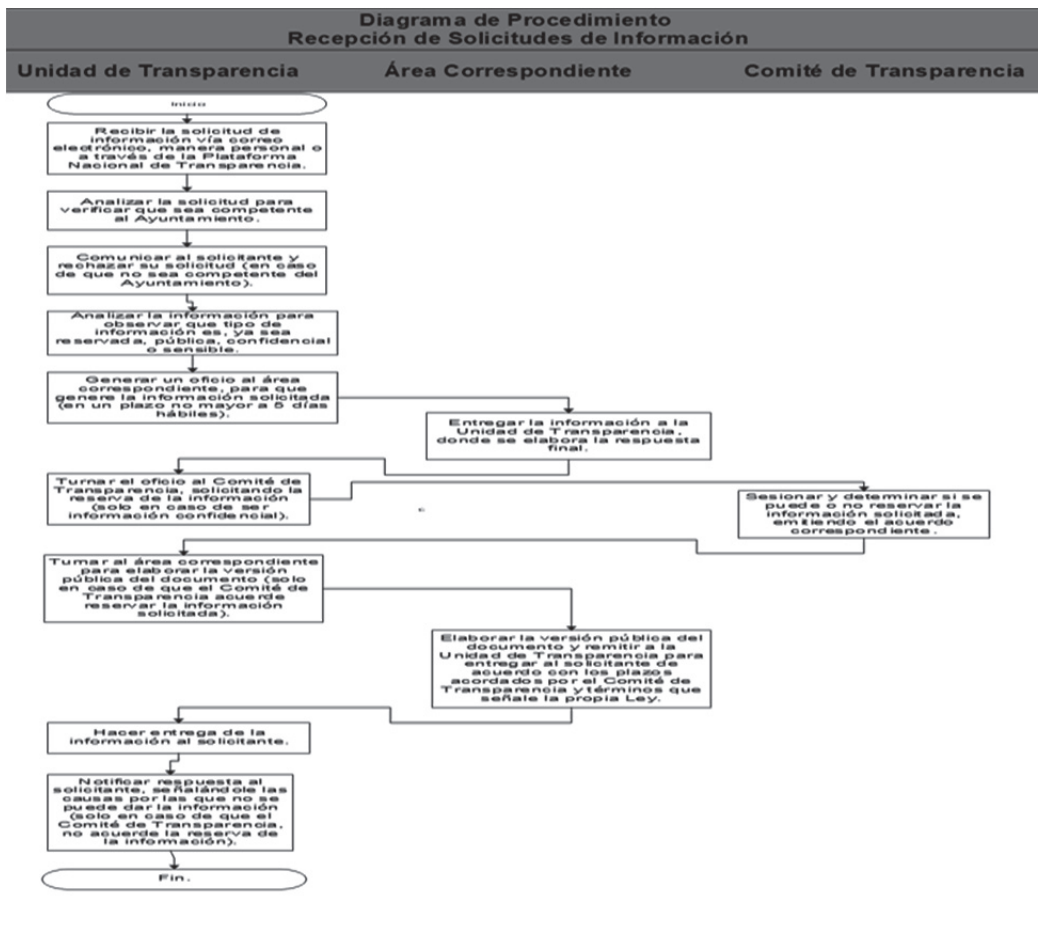 Diagrama de Procedimiento
Recepción de Solicitudes de Información
Unidad de Transparencia
Área Correspondiente
Comité de Transparencia
Inicio
Recibir la solicitud de
información vía correo
electrónico, manera personal o
a través de la Plataforma
Nacional de Transparencia.
Analizar la solicitud para
verificar que sea competente
al Ayuntamiento.
Comunicar al solicitante y
rechazar su solicitud (en caso
de que no sea competente del
Ayuntamiento).
Analizar la información para
observar que tipo de
información es, ya sea
reservada, pública, confidencial
o sensible.
Generar un oficio al área
correspondiente, para que
genere la información solicitada
(en un plazo no mayor a 5 días
hábiles).
Entregar la información a la
Unidad de Transparencia,
donde se elabora la respuesta
final.
Turnar el oficio al Comité de
Transparencia, solicitando la
reserva de la información
(solo en caso de ser
información confidencial).
Sesionar y determinar si se
puede o no reservar la
información solicitada,
emitiendo el acuerdo
correspondiente.
Turnar al área correspondiente
para elaborar la versión
pública del documento (solo
en caso de que el Comité de
Transparencia acuerde
reservar la información
solicitada).
Elaborar la versión pública del
documento y remitir a la
Unidad de Transparencia para
entregar al solicitante de
acuerdo con los plazos
acordados por el Comité de
Transparencia y términos que
señale la propia Ley.
Hacer entrega de la
información al solicitante.
Notificar respuesta al
solicitante, señalándole las
causas por las que no se
puede dar la información
(solo en caso de que el
Comité de Transparencia,
no acuerde la reserva de
la información).
Fin.